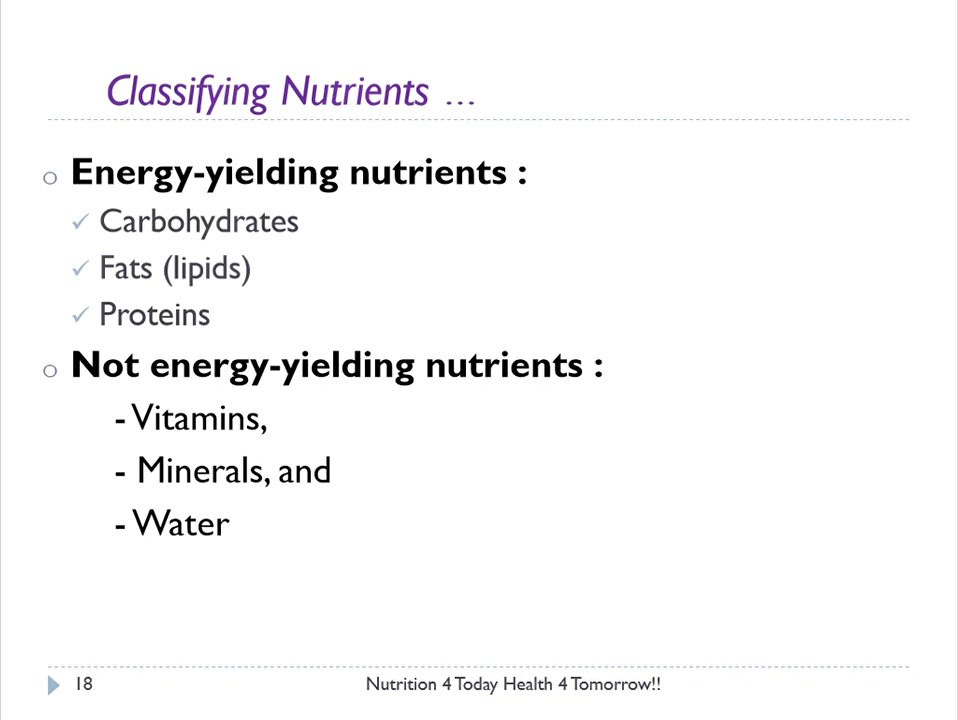 Classifying Nutrients ...
o Energy-yielding nutrients :
✓ Carbohydrates
✓ Fats (lipids)
✓ Proteins
o Not energy-yielding nutrients :
- Vitamins,
- Minerals, and
- Water
18 Nutrition 4 Today Health 4 Tomorrow!!